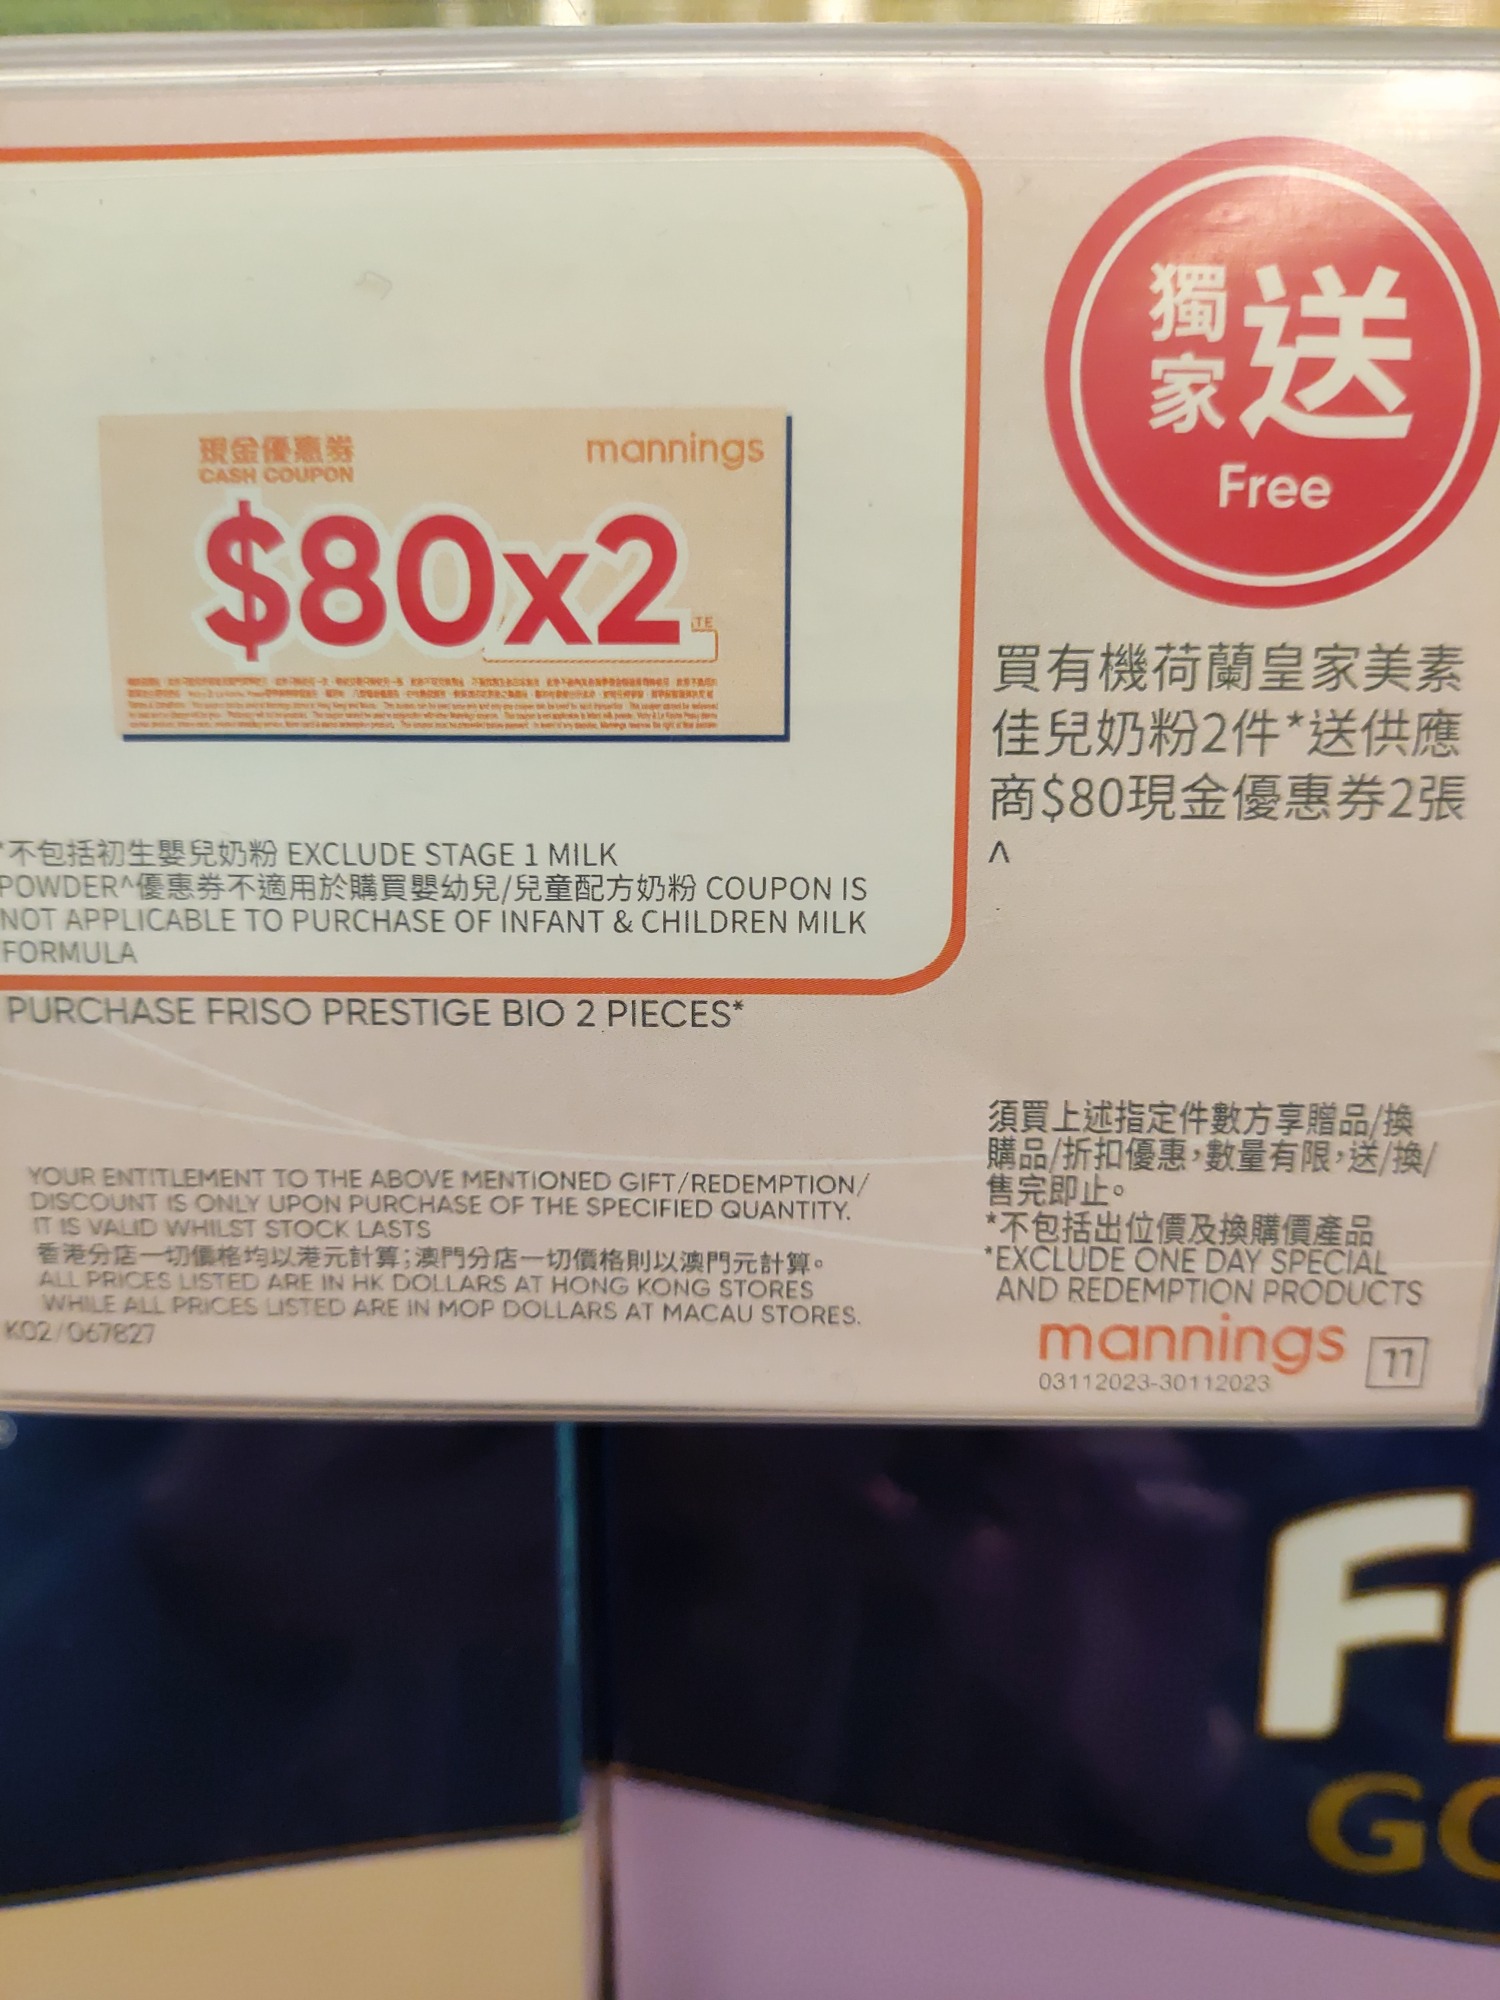 獨家
送
Free
現金優惠券
CASH COUPON
mannings
$80x2
買有機荷蘭皇家美素
佳兒奶粉2件*送供應
商$80現金優惠券2張
^
*不包括初生嬰兒奶粉 EXCLUDE STAGE 1 MILK
POWDER^優惠券不適用於購買嬰幼兒/兒童配方奶粉 COUPON IS
NOT APPLICABLE TO PURCHASE OF INFANT & CHILDREN MILK
FORMULA
PURCHASE FRISO PRESTIGE BIO 2 PIECES*
YOUR ENTITLEMENT TO THE ABOVE MENTIONED GIFT/REDEMPTION/
DISCOUNT IS ONLY UPON PURCHASE OF THE SPECIFIED QUANTITY.
IT IS VALID WHILST STOCK LASTS
香港分店一切價格均以港元計算;澳門分店一切價格則以澳門元計算。
ALL PRICES LISTED ARE IN HK DOLLARS AT HONG KONG STORES
WHILE ALL PRICES LISTED ARE IN MOP DOLLARS AT MACAU STORES.
K02/067827
須買上述指定件數方享贈品/換
購品/折扣優惠,數量有限,送/換/
售完即止。
*不包括出位價及換購價產品
*EXCLUDE ONE DAY SPECIAL
AND REDEMPTION PRODUCTS
mannings 11
03112023-30112023